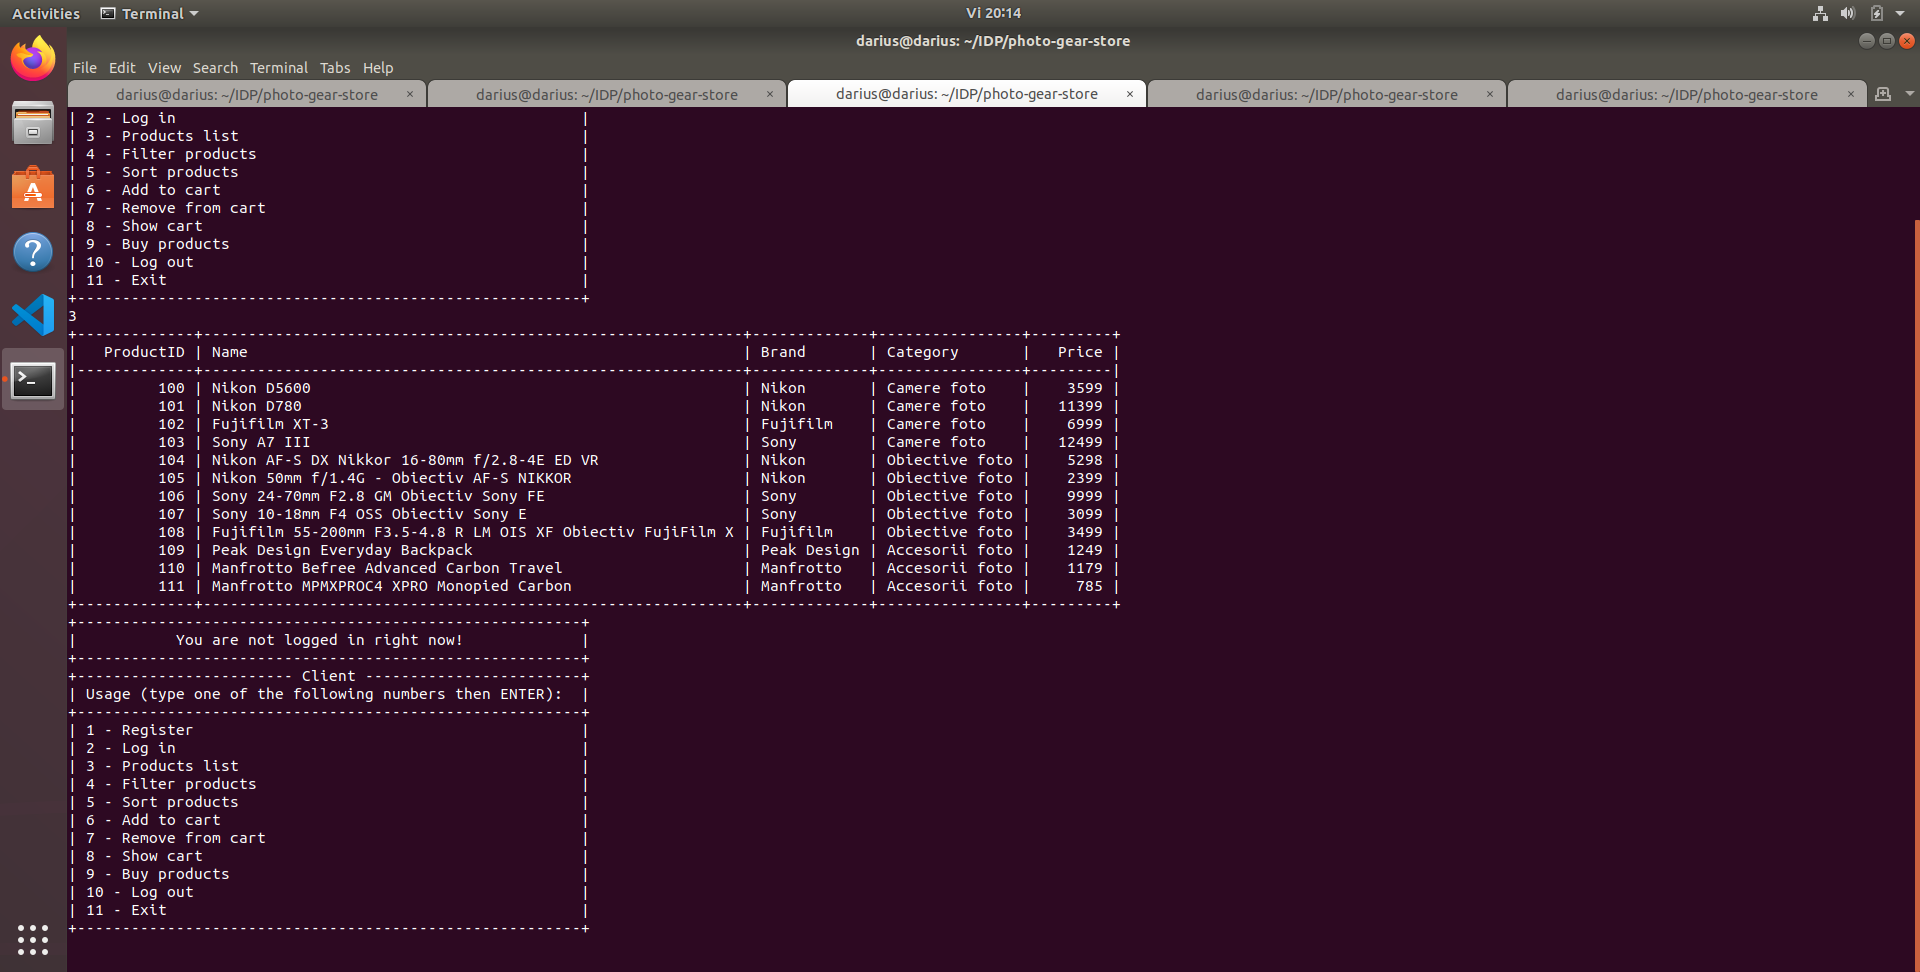 Activities Terminal Vi 20:14
darius@darius: ~/IDP/photo-gear-store
File Edit View Search Terminal Tabs Help
darius@darius: ~/IDP/photo-gear-store × darius@darius: ~/IDP/photo-gear-store × darius@darius: ~/IDP/photo-gear-store × darius@darius: ~/IDP/photo-gear-store × darius@darius: ~/IDP/photo-gear-store ×
| 2 - Log in |
| 3 - Products list |
| 4 - Filter products |
| 5 - Sort products |
| 6 - Add to cart |
| 7 - Remove from cart |
| 8 - Show cart |
| 9 - Buy products |
| 10 - Log out |
| 11 - Exit |
+--------------------------------------------------------+
3
+-------------+------------------------------------------------------------+-------------+----------------+---------+
| ProductID | Name | Brand | Category | Price |
|-------------+------------------------------------------------------------+-------------+----------------+---------|
| 100 | Nikon D5600 | Nikon | Camere foto | 3599 |
| 101 | Nikon D780 | Nikon | Camere foto | 11399 |
| 102 | Fujifilm XT-3 | Fujifilm | Camere foto | 6999 |
| 103 | Sony A7 III | Sony | Camere foto | 12499 |
| 104 | Nikon AF-S DX Nikkor 16-80mm f/2.8-4E ED VR | Nikon | Obiective foto | 5298 |
| 105 | Nikon 50mm f/1.4G - Obiectiv AF-S NIKKOR | Nikon | Obiective foto | 2399 |
| 106 | Sony 24-70mm F2.8 GM Obiectiv Sony FE | Sony | Obiective foto | 9999 |
| 107 | Sony 10-18mm F4 OSS Obiectiv Sony E | Sony | Obiective foto | 3099 |
| 108 | Fujifilm 55-200mm F3.5-4.8 R LM OIS XF Obiectiv FujiFilm X | Fujifilm | Obiective foto | 3499 |
| 109 | Peak Design Everyday Backpack | Peak Design | Accesorii foto | 1249 |
| 110 | Manfrotto Befree Advanced Carbon Travel | Manfrotto | Accesorii foto | 1179 |
| 111 | Manfrotto MPMXPROC4 XPRO Monopied Carbon | Manfrotto | Accesorii foto | 785 |
+-------------+------------------------------------------------------------+-------------+----------------+---------+
+--------------------------------------------------------+
| You are not logged in right now! |
+--------------------------------------------------------+
+------------------------ Client ------------------------+
| Usage (type one of the following numbers then ENTER): |
+--------------------------------------------------------+
| 1 - Register |
| 2 - Log in |
| 3 - Products list |
| 4 - Filter products |
| 5 - Sort products |
| 6 - Add to cart |
| 7 - Remove from cart |
| 8 - Show cart |
| 9 - Buy products |
| 10 - Log out |
| 11 - Exit |
+--------------------------------------------------------+